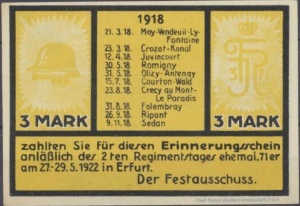 1918
21. 3. 18. Moy-Vendeuil-Ly-
Fontaine
23. 3. 18. Crozat-Kanal
12. 4. 18. Juvincourt
30. 5. 18. Romigny
31. 5. 18. Olizy-Antenay
15. 7. 18. Courton-Wald
23. 8. 18. Crecy au Mont-
Le Paradis
31. 8. 18. Folembray
26. 9. 18. Ripont
9. 11. 18. Sedan
3 MARK
3 MARK
zahlten Sie für diesen Erinnerungsschein
anläßlich des 2ten Regimentstages ehemal. 71er
am 27.-29.5.1922 in Erfurt.
Der Festausschuss.